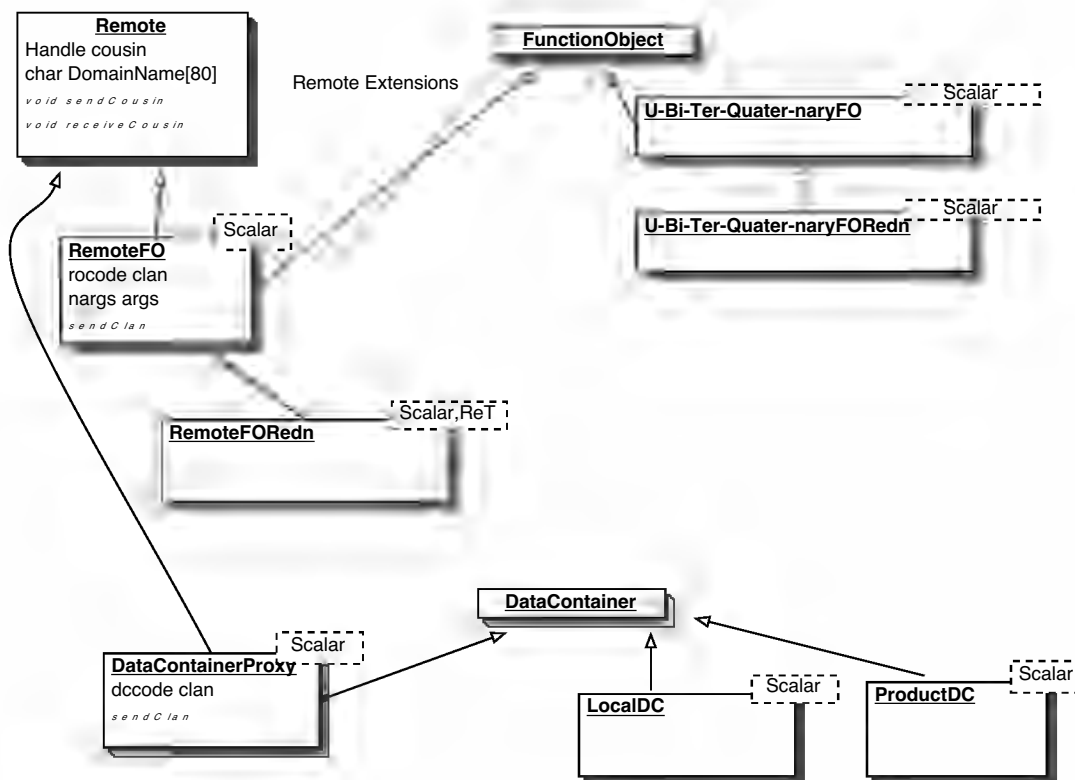 Remote
Handle cousin
char DomainName[80]
void sendCousin
void receiveCousin
Remote Extensions
FunctionObject
Scalar
U-Bi-Ter-Quater-naryFO
Scalar
U-Bi-Ter-Quater-naryFORedn
Scalar
RemoteFO
rocode clan
nargs args
sendClan
Scalar,ReT
RemoteFORedn
DataContainer
Scalar
DataContainerProxy
dccode clan
sendClan
Scalar
LocalDC
Scalar
ProductDC